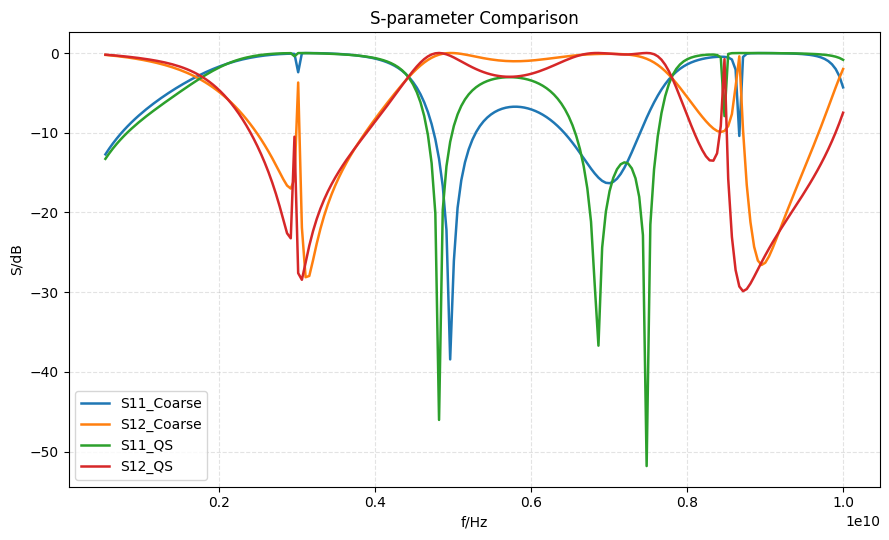 S-parameter Comparison
S/dB
0
−10
−20
−30
−40
−50
S11_Coarse
S12_Coarse
S11_QS
S12_QS
0.2 0.4 0.6 0.8 1.0
1e10
f/Hz